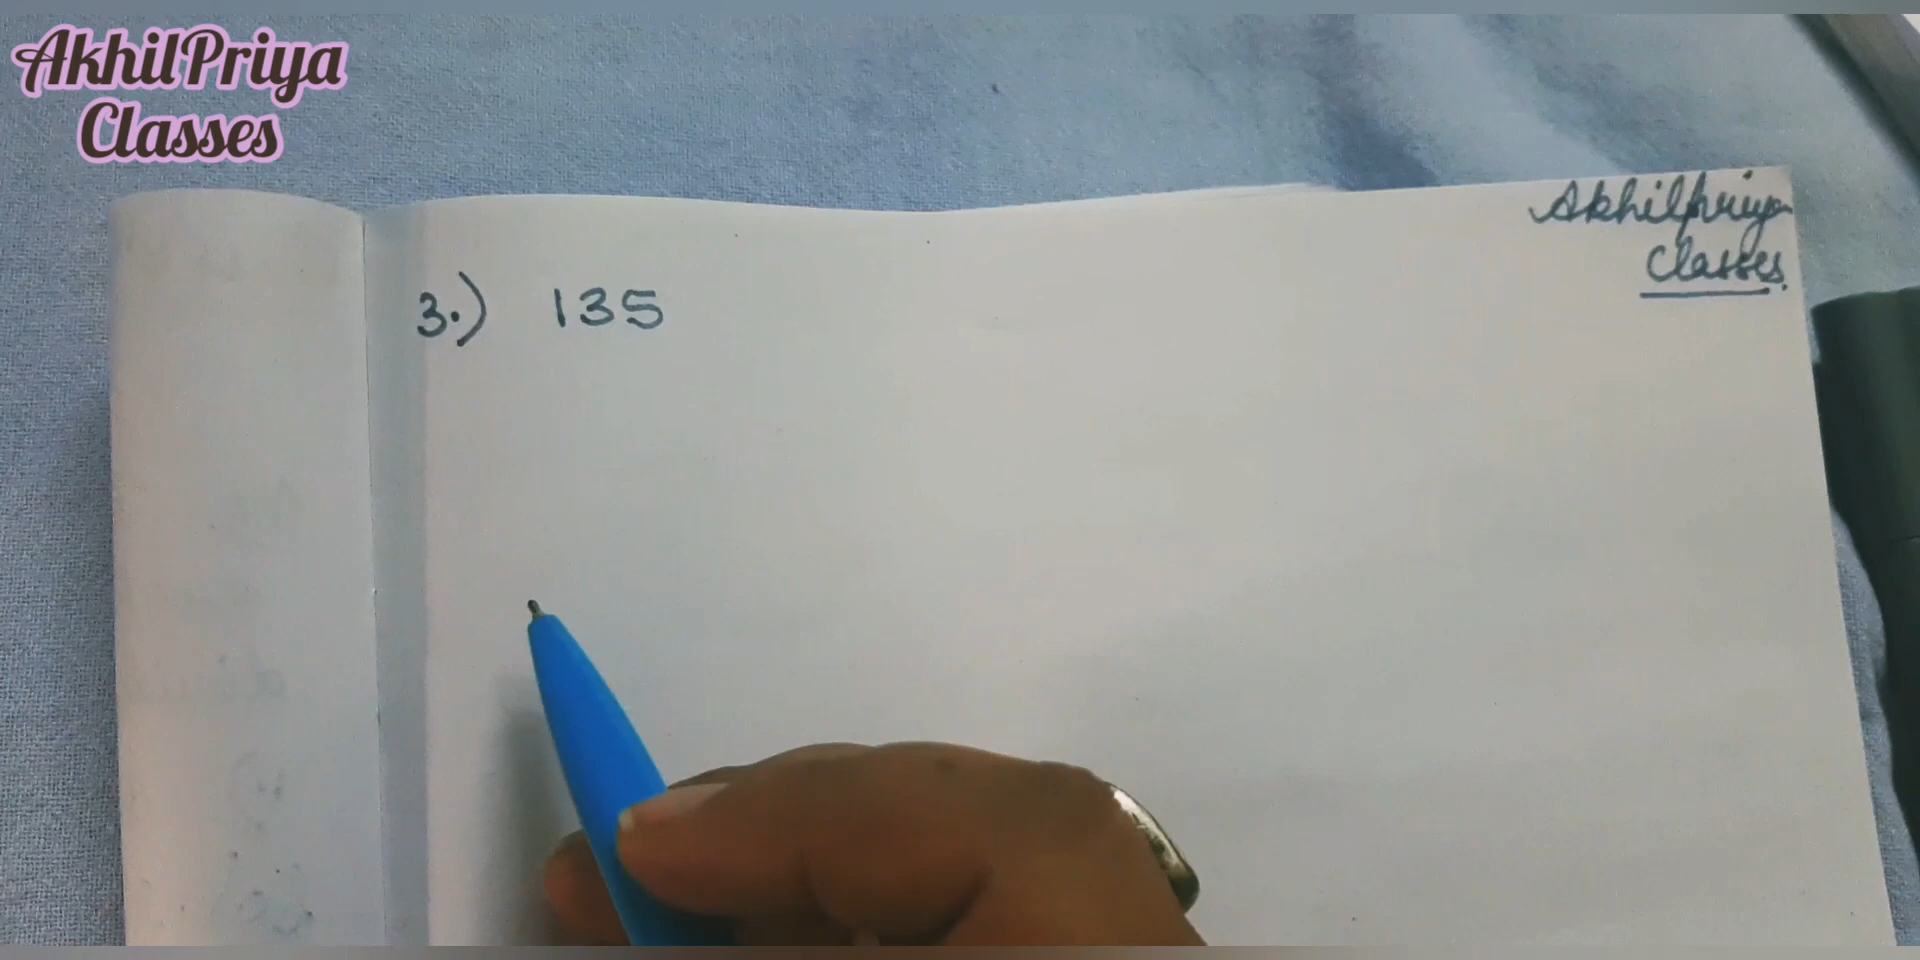 AkhilPriya
Classes
Akhilpriya
Classes.
3.) 135